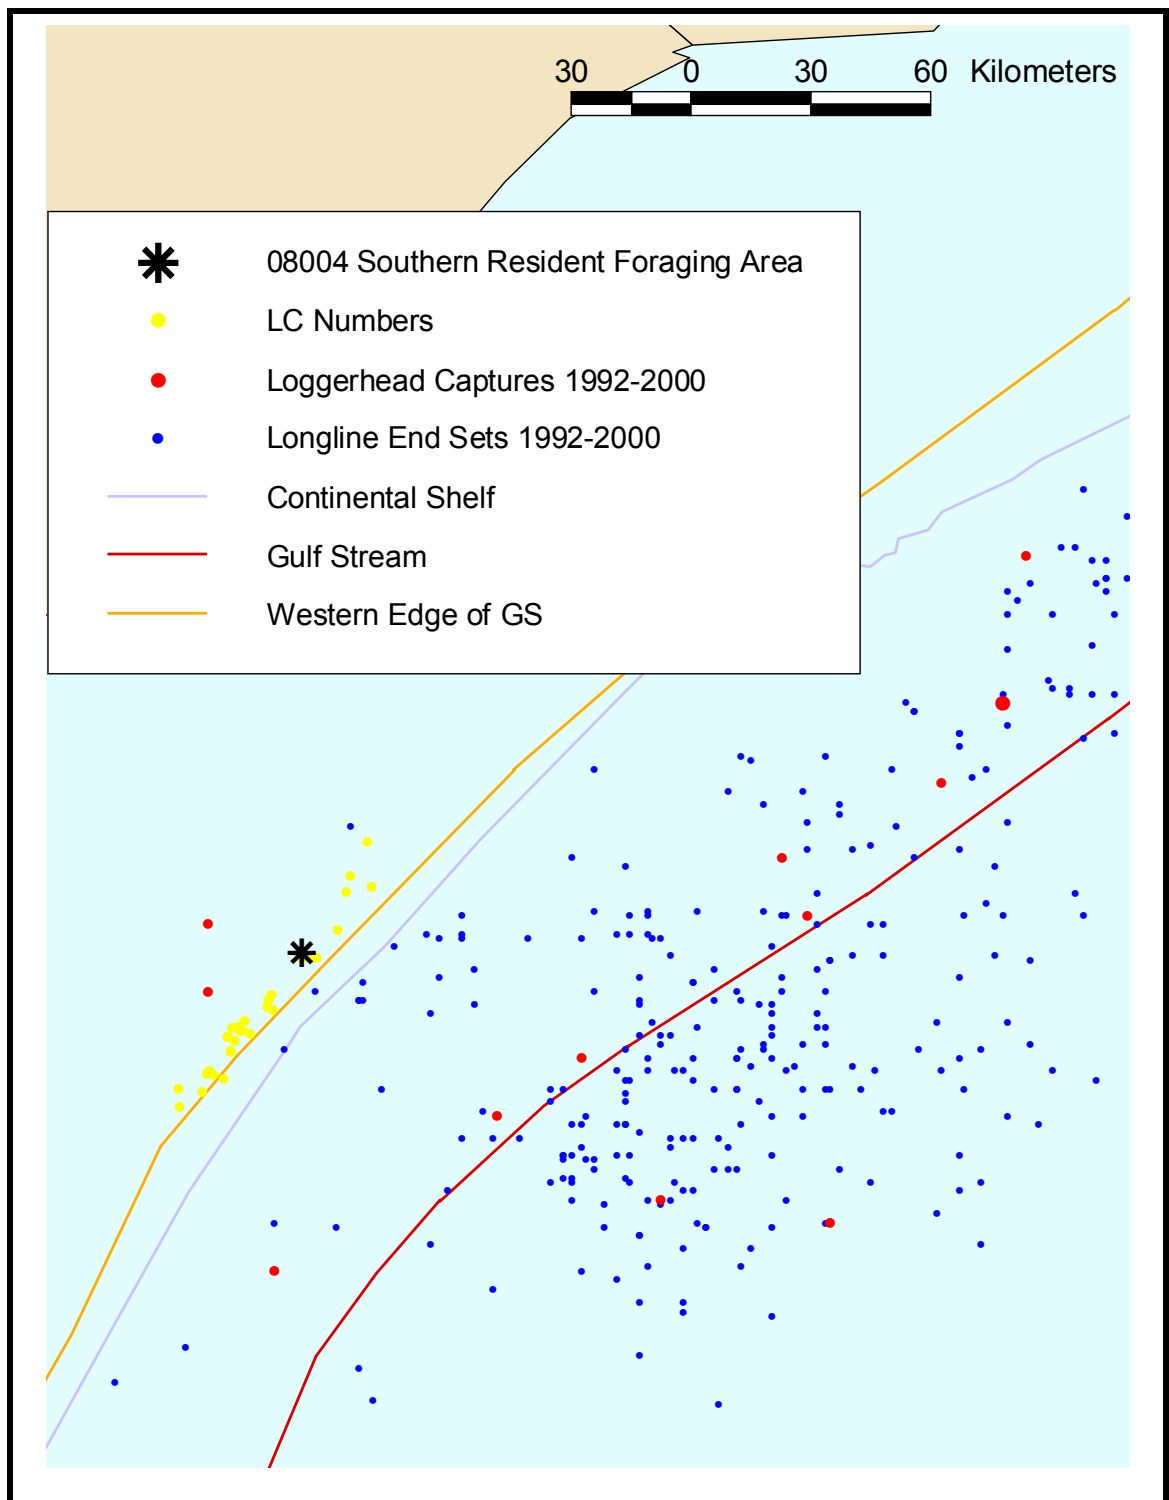 30 0 30 60 Kilometers
08004 Southern Resident Foraging Area
LC Numbers
Loggerhead Captures 1992-2000
Longline End Sets 1992-2000
Continental Shelf
Gulf Stream
Western Edge of GS